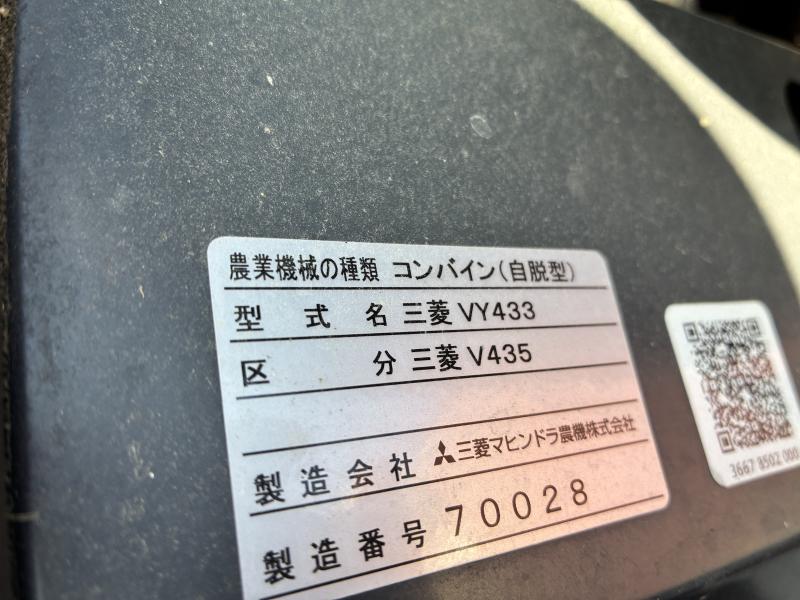 農業機械の種類 コンバイン(自脱型)
型式名 三菱 VY433
区分 三菱 V435
製造会社 三菱マヒンドラ農機株式会社
製造番号 70028
3667 8502 000